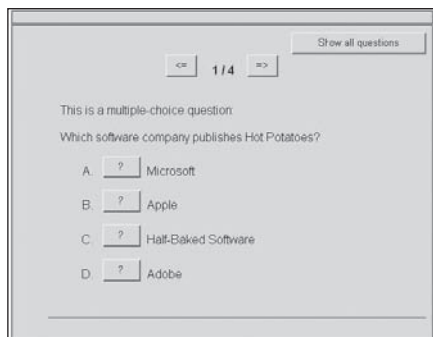 Show all questions
<= 1/4 =>
This is a multiple-choice question:
Which software company publishes Hot Potatoes?
A. ? Microsoft
B. ? Apple
C. ? Half-Baked Software
D. ? Adobe